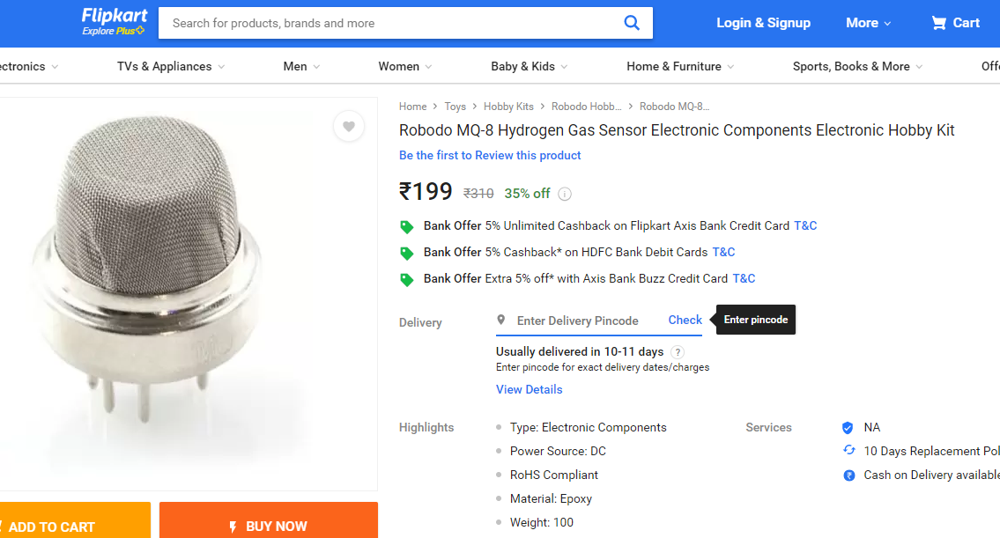 Flipkart
Explore Plus
Search for products, brands and more
Login & Signup
More
Cart
ectronics
TVs & Appliances
Men
Women
Baby & Kids
Home & Furniture
Sports, Books & More
Offe
Home > Toys > Hobby Kits > Robodo Hobb... > Robodo MQ-8...
Robodo MQ-8 Hydrogen Gas Sensor Electronic Components Electronic Hobby Kit
Be the first to Review this product
₹199 ₹310 35% off i
Bank Offer 5% Unlimited Cashback on Flipkart Axis Bank Credit Card T&C
Bank Offer 5% Cashback* on HDFC Bank Debit Cards T&C
Bank Offer Extra 5% off* with Axis Bank Buzz Credit Card T&C
Delivery
Enter Delivery Pincode
Check
Enter pincode
Usually delivered in 10-11 days ?
Enter pincode for exact delivery dates/charges
View Details
Highlights
Type: Electronic Components
Power Source: DC
RoHS Compliant
Material: Epoxy
Weight: 100
Services
NA
10 Days Replacement Pol
Cash on Delivery available
ADD TO CART
BUY NOW